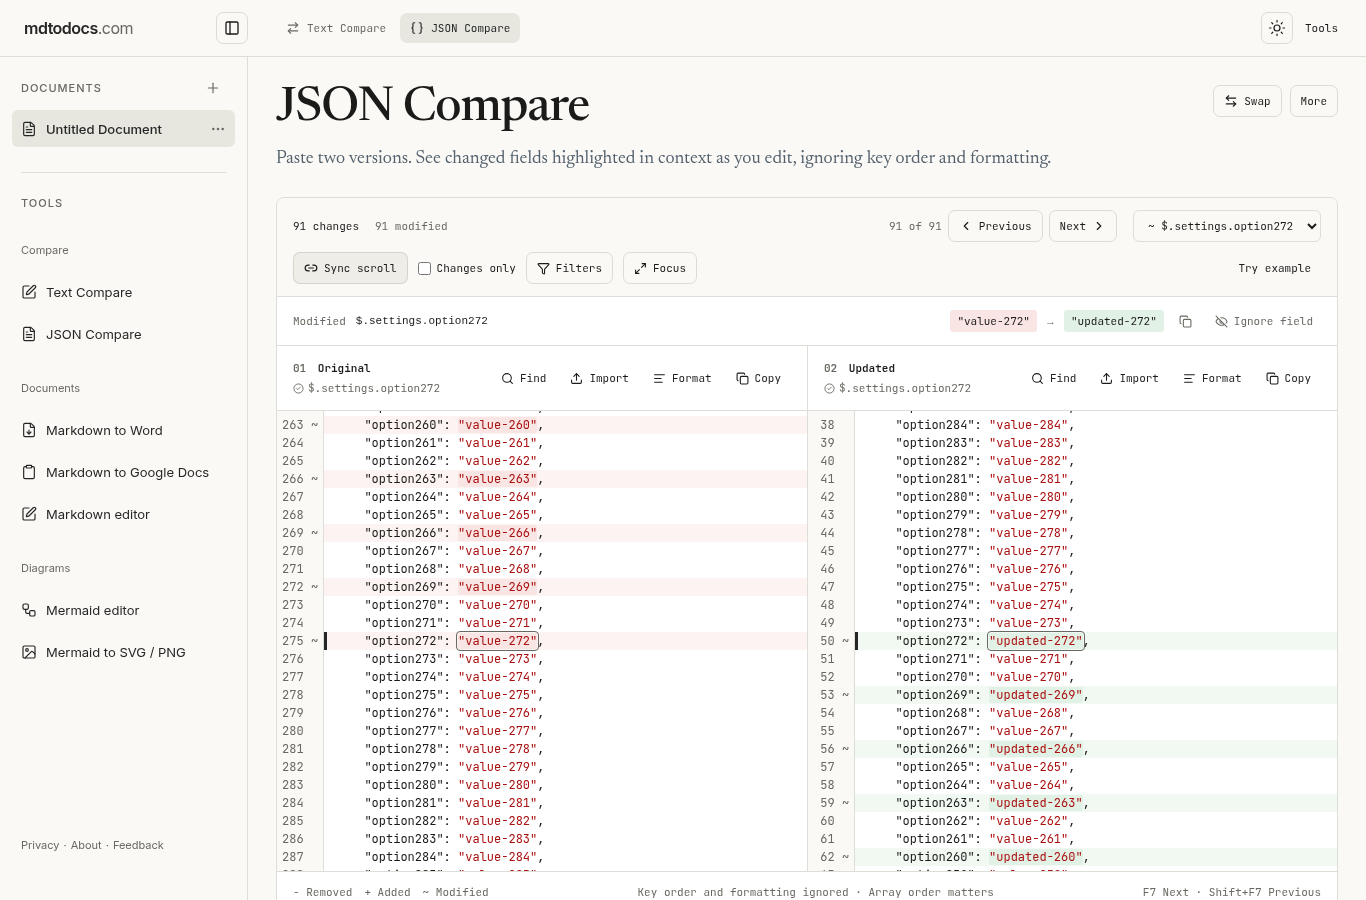 mdtodocs.com
Text Compare
{} JSON Compare
Tools
DOCUMENTS
Untitled Document
TOOLS
Compare
Text Compare
JSON Compare
Documents
Markdown to Word
Markdown to Google Docs
Markdown editor
Diagrams
Mermaid editor
Mermaid to SVG / PNG
Privacy · About · Feedback
JSON Compare
Swap
More
Paste two versions. See changed fields highlighted in context as you edit, ignoring key order and formatting.
91 changes 91 modified
91 of 91
Previous
Next
~ $.settings.option272
Sync scroll
Changes only
Filters
Focus
Try example
Modified $.settings.option272
"value-272" → "updated-272"
Ignore field
01 Original
$.settings.option272
Find
Import
Format
Copy
263 ~ "option260": "value-260",
264 "option261": "value-261",
265 "option262": "value-262",
266 ~ "option263": "value-263",
267 "option264": "value-264",
268 "option265": "value-265",
269 ~ "option266": "value-266",
270 "option267": "value-267",
271 "option268": "value-268",
272 ~ "option269": "value-269",
273 "option270": "value-270",
274 "option271": "value-271",
275 ~ "option272": "value-272",
276 "option273": "value-273",
277 "option274": "value-274",
278 "option275": "value-275",
279 "option276": "value-276",
280 "option277": "value-277",
281 "option278": "value-278",
282 "option279": "value-279",
283 "option280": "value-280",
284 "option281": "value-281",
285 "option282": "value-282",
286 "option283": "value-283",
287 "option284": "value-284",
02 Updated
$.settings.option272
Find
Import
Format
Copy
38 "option284": "value-284",
39 "option283": "value-283",
40 "option282": "value-282",
41 "option281": "value-281",
42 "option280": "value-280",
43 "option279": "value-279",
44 "option278": "value-278",
45 "option277": "value-277",
46 "option276": "value-276",
47 "option275": "value-275",
48 "option274": "value-274",
49 "option273": "value-273",
50 ~ "option272": "updated-272",
51 "option271": "value-271",
52 "option270": "value-270",
53 ~ "option269": "updated-269",
54 "option268": "value-268",
55 "option267": "value-267",
56 ~ "option266": "updated-266",
57 "option265": "value-265",
58 "option264": "value-264",
59 ~ "option263": "updated-263",
60 "option262": "value-262",
61 "option261": "value-261",
62 ~ "option260": "updated-260",
- Removed + Added ~ Modified
Key order and formatting ignored · Array order matters
F7 Next · Shift+F7 Previous